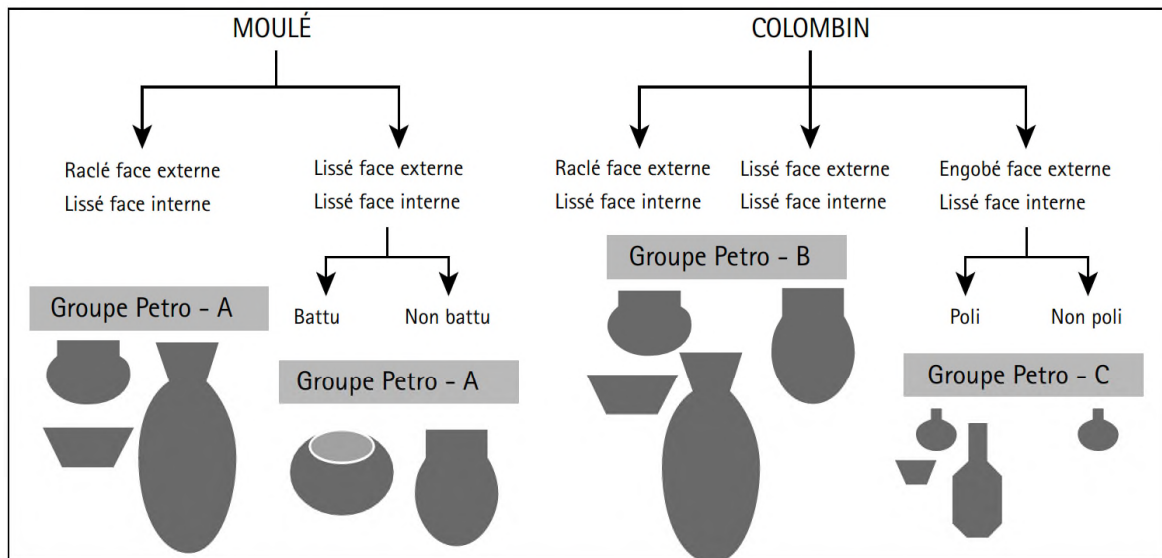 MOULÉ
Raclé face externe
Lissé face interne
Lissé face externe
Lissé face interne
Groupe Petro - A
Battu
Non battu
Groupe Petro - A
COLOMBIN
Raclé face externe
Lissé face interne
Lissé face externe
Lissé face interne
Engobé face externe
Lissé face interne
Groupe Petro - B
Poli
Non poli
Groupe Petro - C